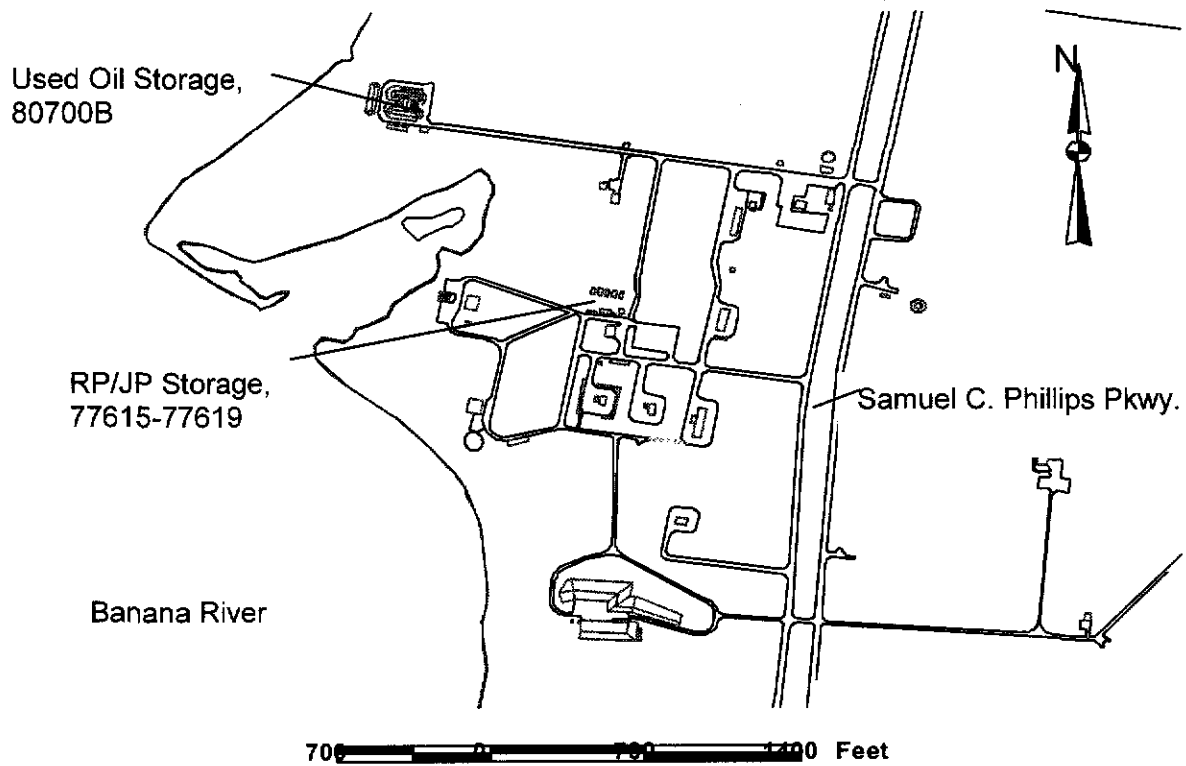 N
Used Oil Storage,
80700B
RP/JP Storage,
77615-77619
Samuel C. Phillips Pkwy.
Banana River
700 0 700 1400 Feet